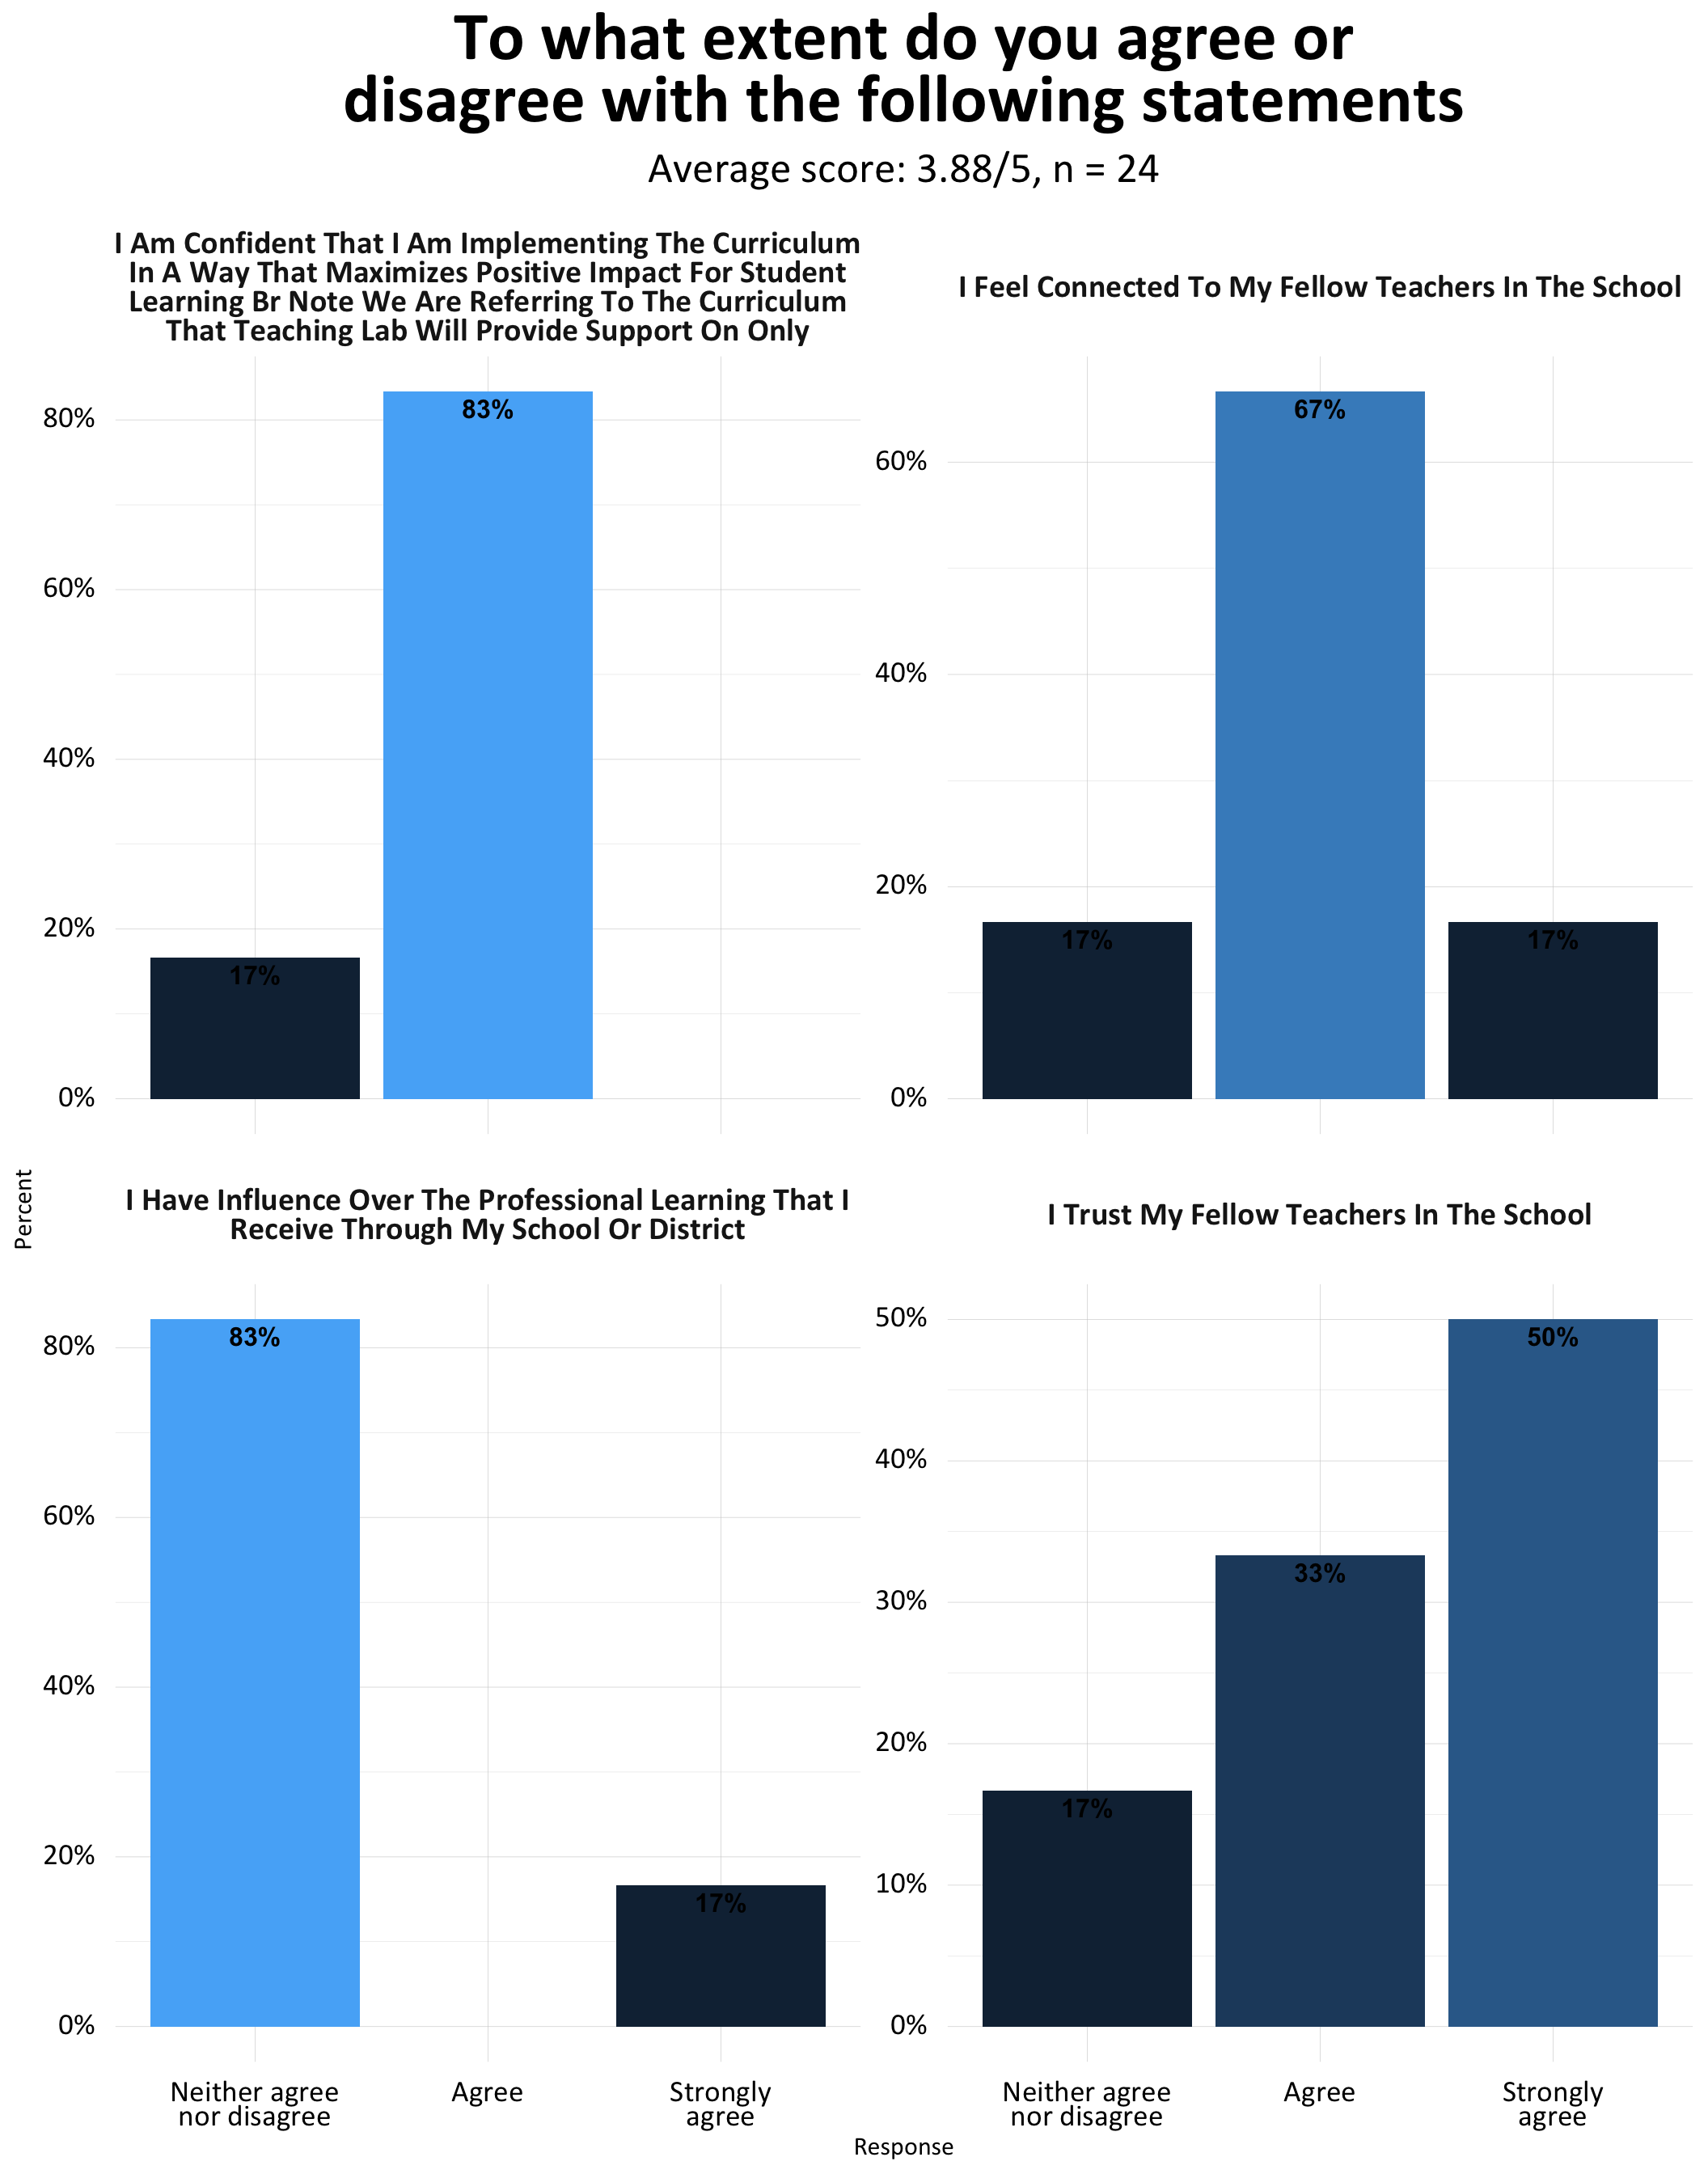 To what extent do you agree or
disagree with the following statements
Average score: 3.88/5, n = 24
I Am Confident That I Am Implementing The Curriculum
In A Way That Maximizes Positive Impact For Student
Learning Br Note We Are Referring To The Curriculum
That Teaching Lab Will Provide Support On Only
80%
60%
40%
20%
0%
17%
83%
I Feel Connected To My Fellow Teachers In The School
60%
40%
20%
0%
17%
67%
17%
Percent
I Have Influence Over The Professional Learning That I
Receive Through My School Or District
80%
60%
40%
20%
0%
83%
17%
Neither agree
nor disagree
Agree
Strongly
agree
I Trust My Fellow Teachers In The School
50%
40%
30%
20%
10%
0%
17%
33%
50%
Neither agree
nor disagree
Agree
Strongly
agree
Response